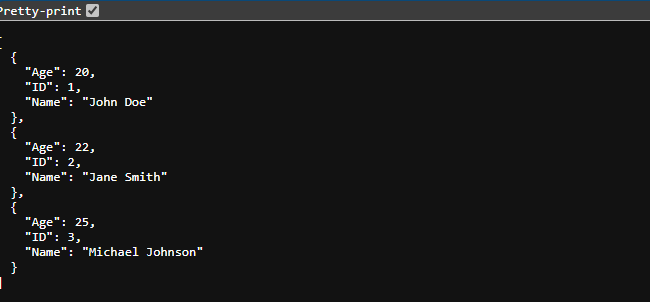 Pretty-print
[
  {
    "Age": 20,
    "ID": 1,
    "Name": "John Doe"
  },
  {
    "Age": 22,
    "ID": 2,
    "Name": "Jane Smith"
  },
  {
    "Age": 25,
    "ID": 3,
    "Name": "Michael Johnson"
  }
]